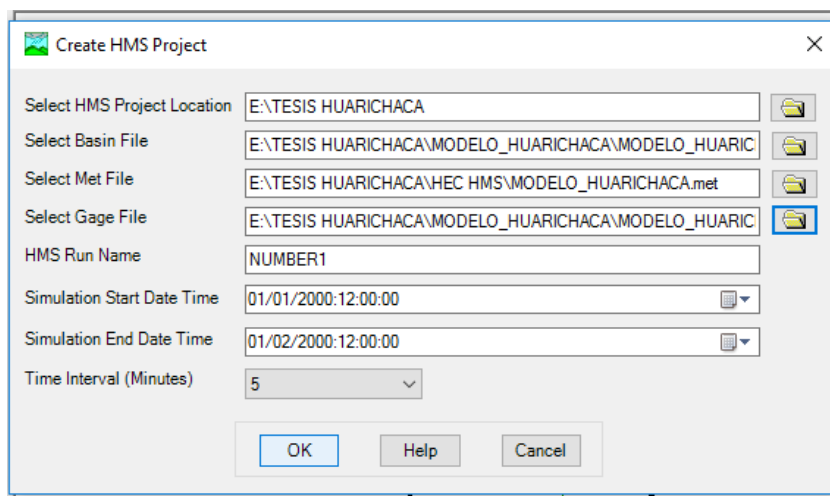 Create HMS Project
Select HMS Project Location E:\TESIS HUARICHACA
Select Basin File E:\TESIS HUARICHACA\MODELO_HUARICHACA\MODELO_HUARIC
Select Met File E:\TESIS HUARICHACA\HEC HMS\MODELO_HUARICHACA.met
Select Gage File E:\TESIS HUARICHACA\MODELO_HUARICHACA\MODELO_HUARIC
HMS Run Name NUMBER1
Simulation Start Date Time 01/01/2000:12:00:00
Simulation End Date Time 01/02/2000:12:00:00
Time Interval (Minutes) 5
OK Help Cancel